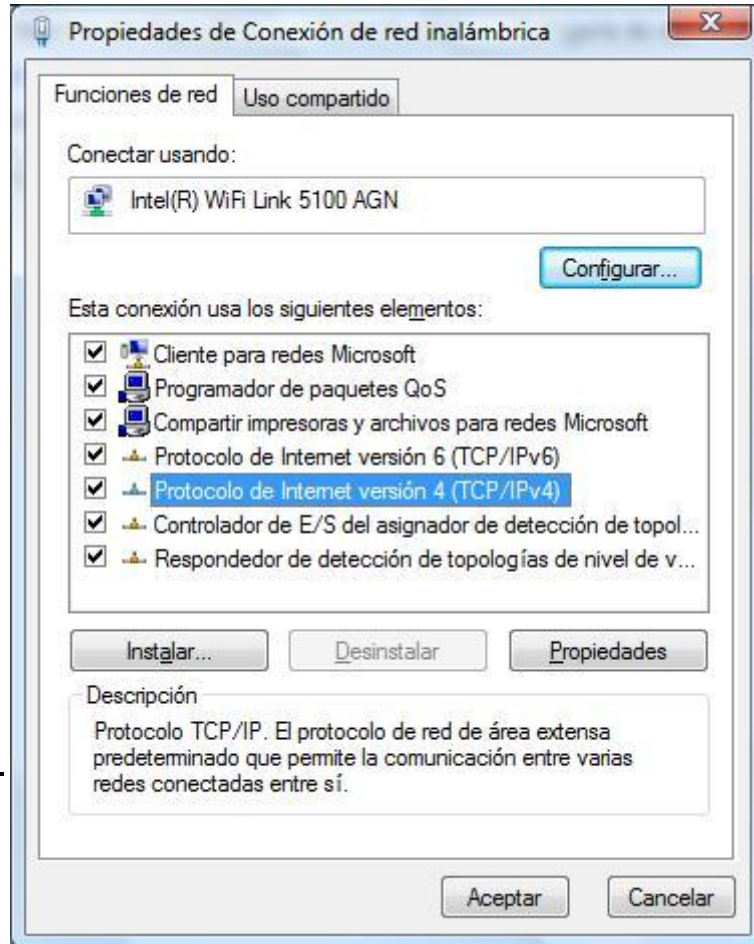 Propiedades de Conexión de red inalámbrica
Funciones de red
Uso compartido
Conectar usando:
Intel(R) WiFi Link 5100 AGN
Configurar...
Esta conexión usa los siguientes elementos:
Cliente para redes Microsoft
Programador de paquetes QoS
Compartir impresoras y archivos para redes Microsoft
Protocolo de Internet versión 6 (TCP/IPv6)
Protocolo de Internet versión 4 (TCP/IPv4)
Controlador de E/S del asignador de detección de topol...
Respondedor de detección de topologías de nivel de v...
Instalar...
Desinstalar
Propiedades
Descripción
Protocolo TCP/IP. El protocolo de red de área extensa
predeterminado que permite la comunicación entre varias
redes conectadas entre sí.
Aceptar
Cancelar